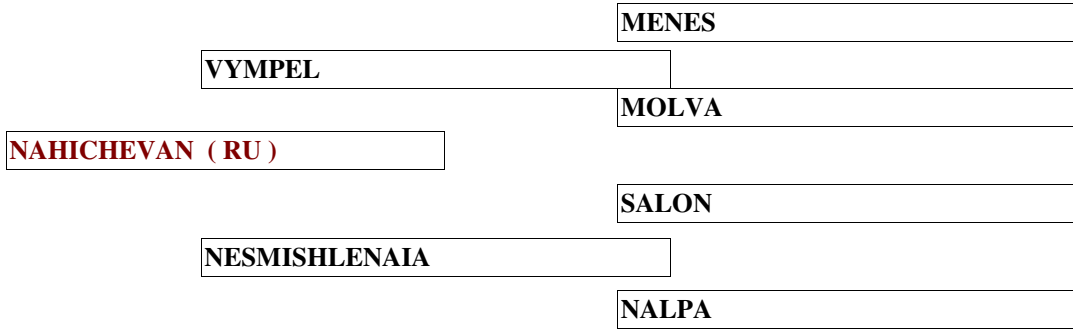 MENES
VYMPEL
MOLVA
NAHICHEVAN ( RU )
SALON
NESMISHLENAIA
NALPA